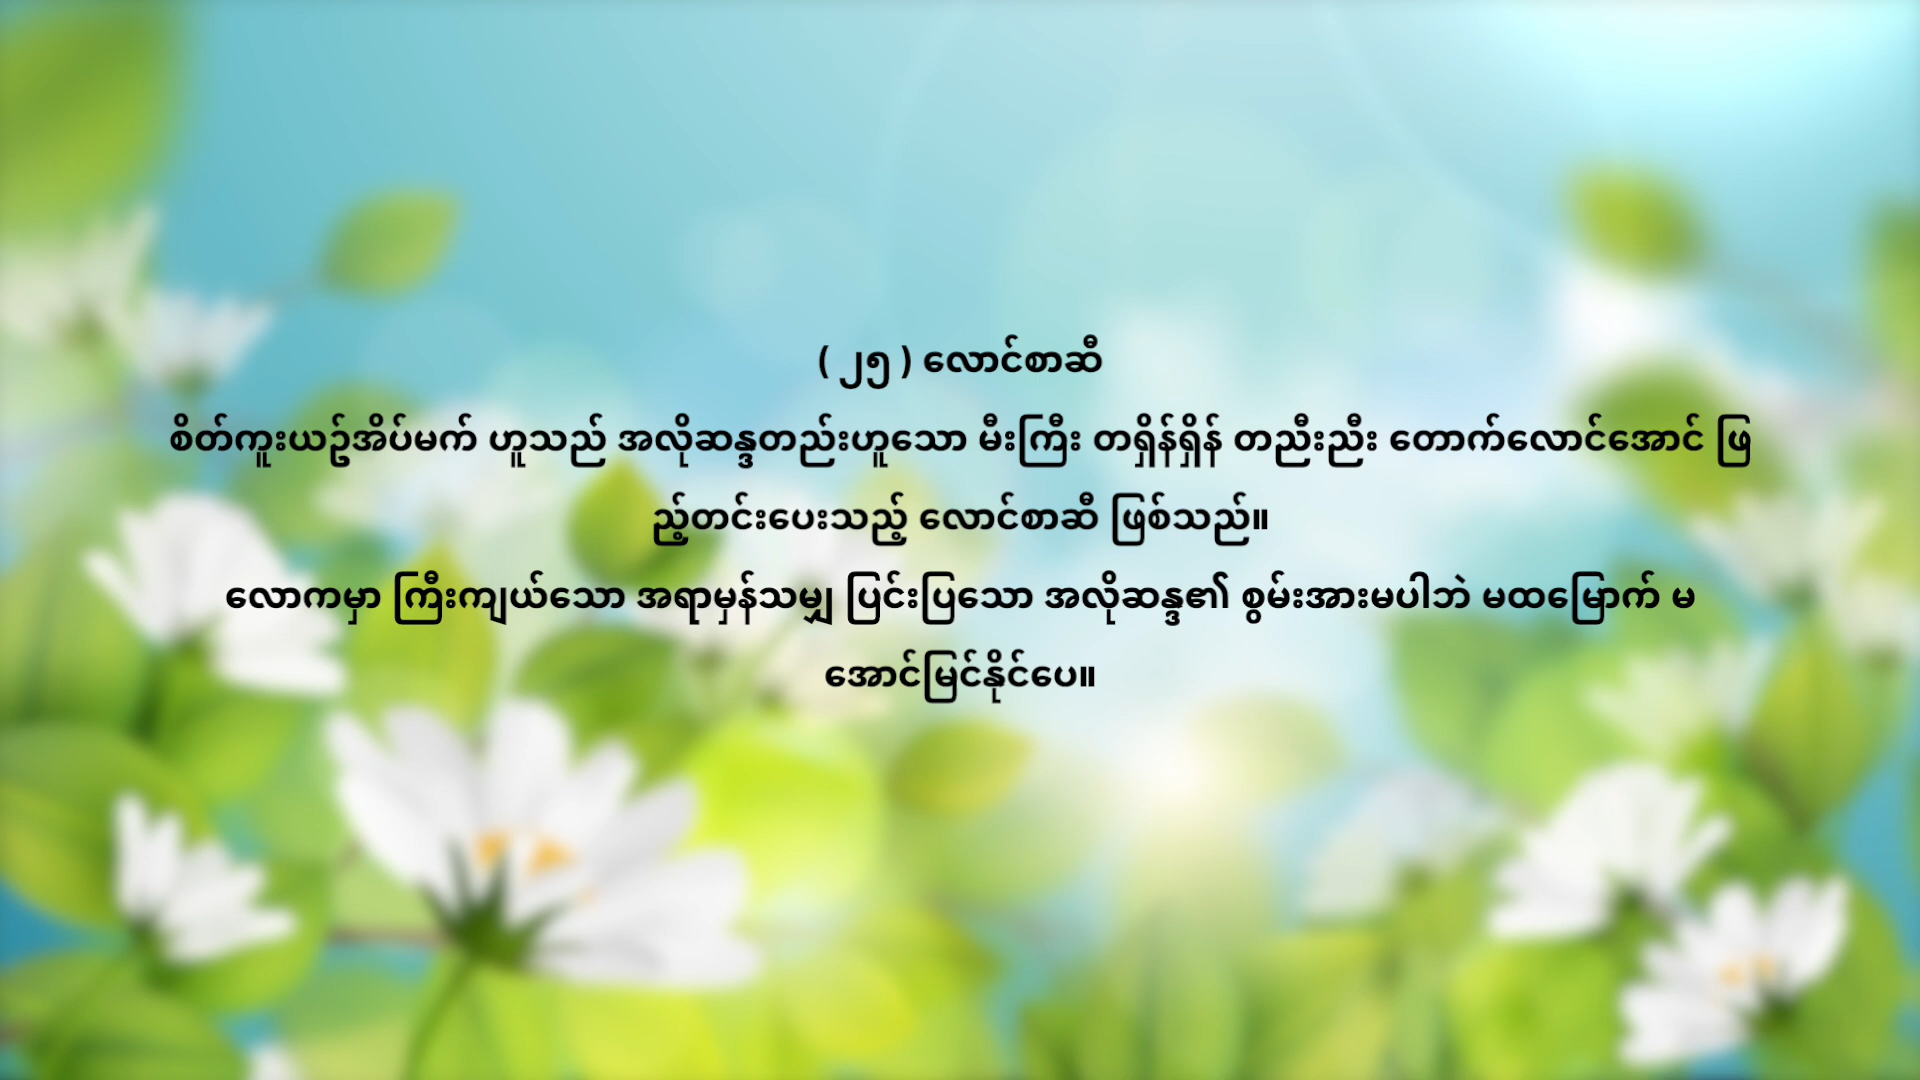 ( ၂၅ ) လောင်စာဆီ
စိတ်ကူးယဥ်အိပ်မက် ဟူသည် အလိုဆန္ဒတည်းဟူသော မီးကြီး တရှိန်ရှိန် တညီးညီး တောက်လောင်အောင် ဖြ
ည့်တင်းပေးသည့် လောင်စာဆီ ဖြစ်သည်။
လောကမှာ ကြီးကျယ်သော အရာမှန်သမျှ ပြင်းပြသော အလိုဆန္ဒ၏ စွမ်းအားမပါဘဲ မထမြောက် မ
အောင်မြင်နိုင်ပေ။